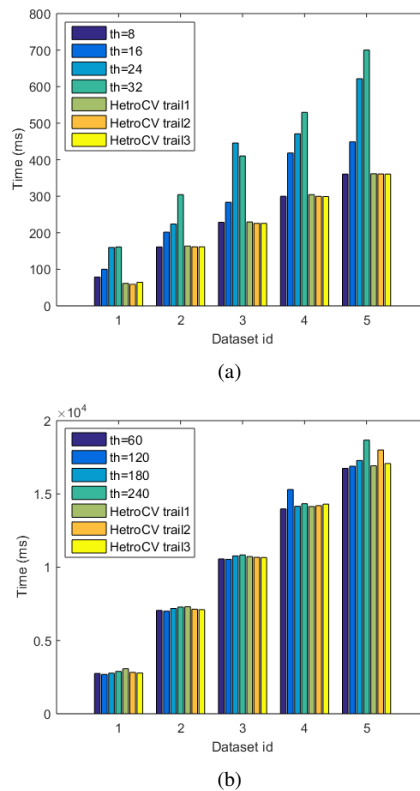 800
700
600
500
400
300
200
100
0
Time (ms)
th=8
th=16
th=24
th=32
HetroCV trail1
HetroCV trail2
HetroCV trail3
1 2 3 4 5
Dataset id
(a)
×10⁴
2
1.5
1
0.5
0
Time (ms)
th=60
th=120
th=180
th=240
HetroCV trail1
HetroCV trail2
HetroCV trail3
1 2 3 4 5
Dataset id
(b)